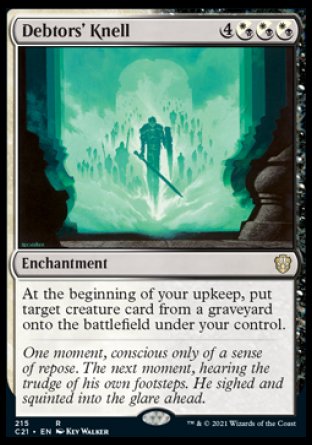 Debtors' Knell 4
Enchantment
At the beginning of your upkeep, put
target creature card from a graveyard
onto the battlefield under your control.
One moment, conscious only of a sense
of repose. The next moment, hearing the
trudge of his own footsteps. He sighed and
squinted into the glare ahead.
215 R
C21 • EN KEV WALKER
™ & © 2021 Wizards of the Coast